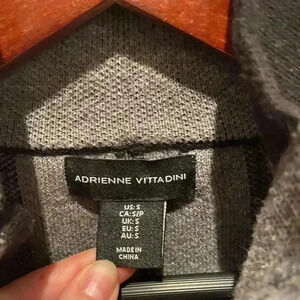 ADRIENNE VITTADINI
US: S
CA: S/P
UK: S
EU: S
AU: S
MADE IN
CHINA